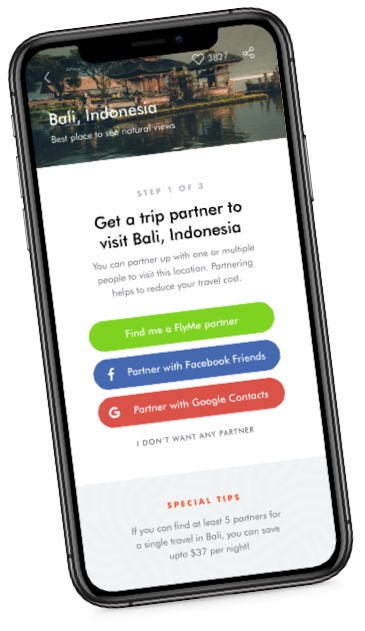 3827
Bali, Indonesia
Best place to see natural views
STEP 1 OF 3
Get a trip partner to
visit Bali, Indonesia
You can partner up with one or multiple
people to visit this location. Partnering
helps to reduce your travel cost.
Find me a FlyMe partner
f Partner with Facebook Friends
G Partner with Google Contacts
I DON'T WANT ANY PARTNER
SPECIAL TIPS
If you can find at least 5 partners for
a single travel in Bali, you can save
upto $37 per night!